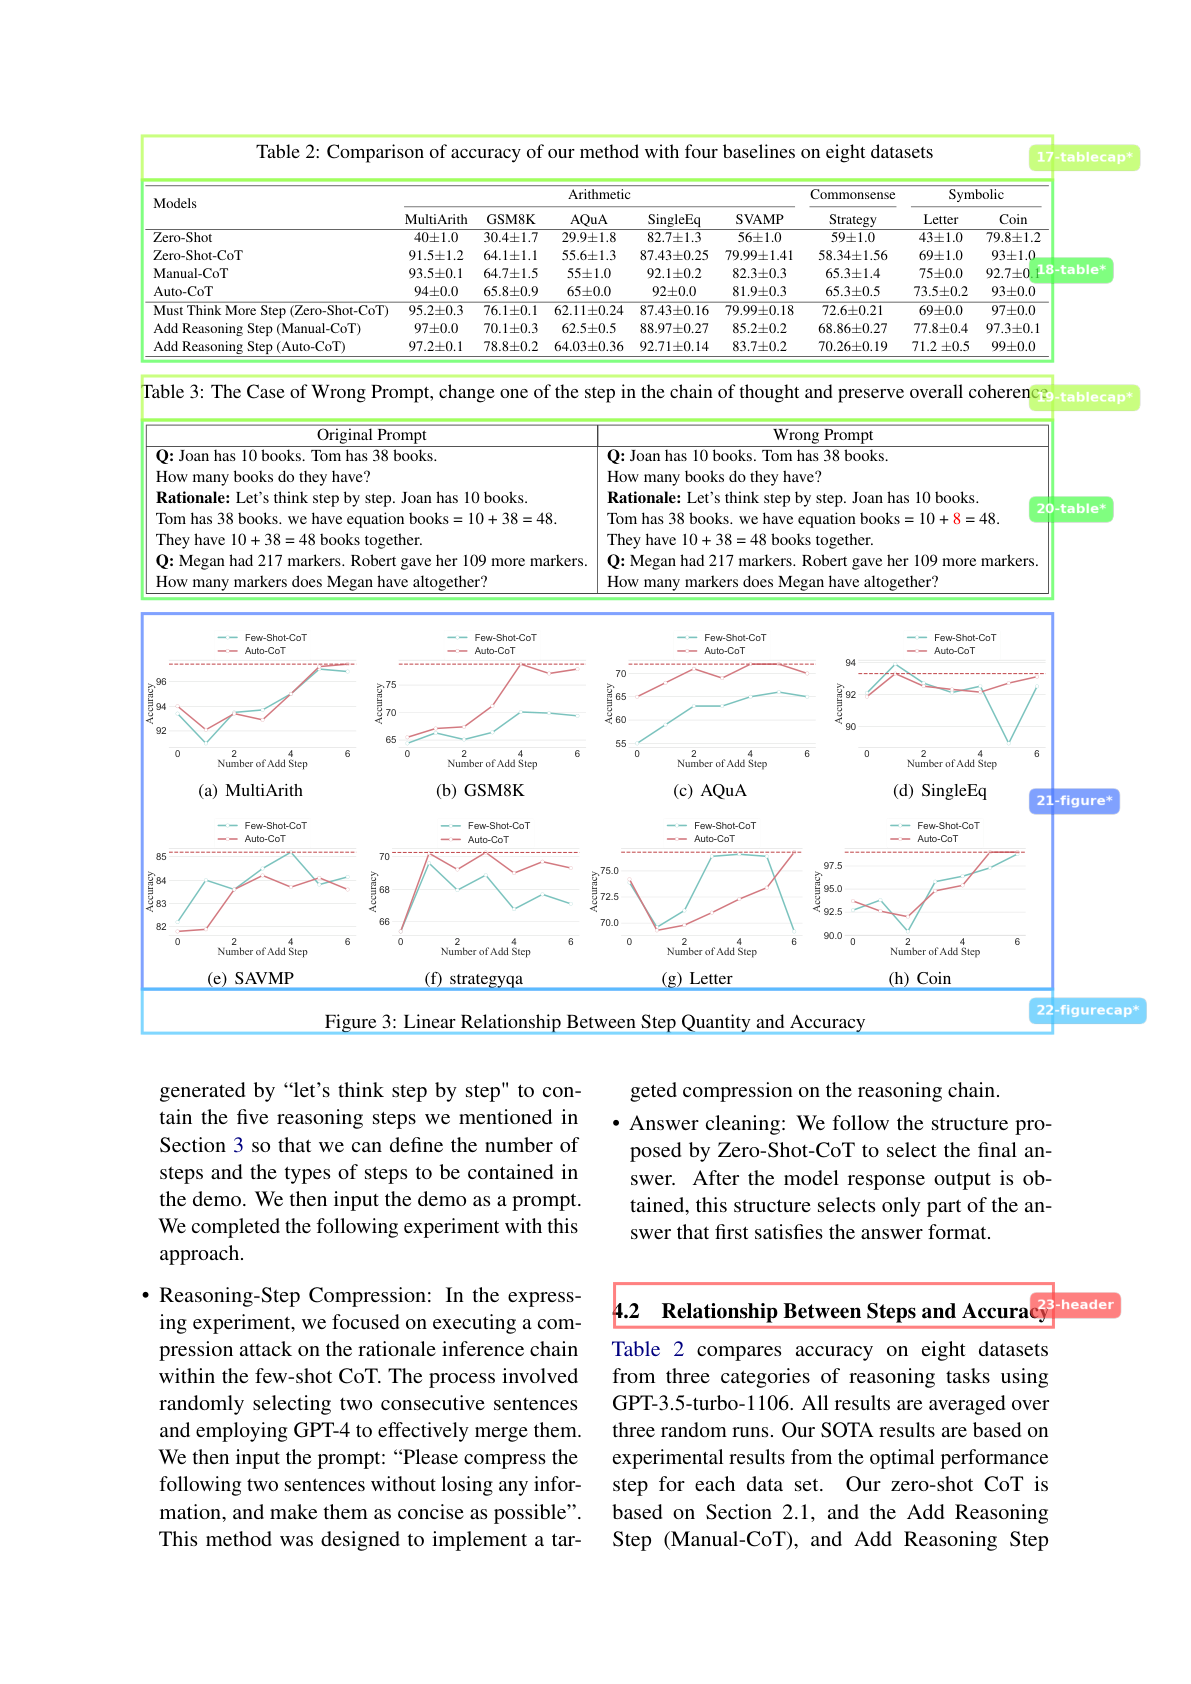 Table 2: Comparison of accuracy of our method with four baselines on eight datasets
17-tablecap*
Models Arithmetic Commonsense Symbolic
MultiArith GSM8K AQuA SingleEq SVAMP Strategy Letter Coin
Zero-Shot 40±1.0 30.4±1.7 29.9±1.8 82.7±1.3 56±1.0 59±1.0 43±1.0 79.8±1.2
Zero-Shot-CoT 91.5±1.2 64.1±1.1 55.6±1.3 87.43±0.25 79.99±1.41 58.34±1.56 69±1.0 93±1.0
Manual-CoT 93.5±0.1 64.7±1.5 55±1.0 92.1±0.2 82.3±0.3 65.3±1.4 75±0.0
18-table*
Auto-CoT 94±0.0 65.8±0.9 65±0.0 92±0.0 81.9±0.3 65.3±0.5 73.5±0.2 93±0.0
Must Think More Step (Zero-Shot-CoT) 95.2±0.3 76.1±0.1 62.11±0.24 87.43±0.16 79.99±0.18 72.6±0.21 69±0.0 97±0.0
Add Reasoning Step (Manual-CoT) 97±0.0 70.1±0.3 62.5±0.5 88.97±0.27 85.2±0.2 68.86±0.27 77.8±0.4 97.3±0.1
Add Reasoning Step (Auto-CoT) 97.2±0.1 78.8±0.2 64.03±0.36 92.71±0.14 83.7±0.2 70.26±0.19 71.2 ±0.5 99±0.0
Table 3: The Case of Wrong Prompt, change one of the step in the chain of thought and preserve overall coherence
19-tablecap*
Original Prompt
Q: Joan has 10 books. Tom has 38 books.
How many books do they have?
Rationale: Let's think step by step. Joan has 10 books.
Tom has 38 books. we have equation books = 10 + 38 = 48.
They have 10 + 38 = 48 books together.
Q: Megan had 217 markers. Robert gave her 109 more markers.
How many markers does Megan have altogether?
Wrong Prompt
Q: Joan has 10 books. Tom has 38 books.
How many books do they have?
Rationale: Let's think step by step. Joan has 10 books.
Tom has 38 books. we have equation books = 10 + 8 = 48.
They have 10 + 38 = 48 books together.
Q: Megan had 217 markers. Robert gave her 109 more markers.
How many markers does Megan have altogether?
20-table*
Few-Shot-CoT
Auto-CoT
Accuracy
96
94
92
0 2 4 6
Number of Add Step
(a) MultiArith
Few-Shot-CoT
Auto-CoT
Accuracy
75
70
65
0 2 4 6
Number of Add Step
(b) GSM8K
Few-Shot-CoT
Auto-CoT
Accuracy
70
65
60
55
0 2 4 6
Number of Add Step
(c) AQuA
Few-Shot-CoT
Auto-CoT
Accuracy
94
92
90
0 2 4 6
Number of Add Step
(d) SingleEq
21-figure*
Few-Shot-CoT
Auto-CoT
Accuracy
85
84
83
82
0 2 4 6
Number of Add Step
(e) SAVMP
Few-Shot-CoT
Auto-CoT
Accuracy
70
68
66
0 2 4 6
Number of Add Step
(f) strategyqa
Few-Shot-CoT
Auto-CoT
Accuracy
75.0
72.5
70.0
0 2 4 6
Number of Add Step
(g) Letter
Few-Shot-CoT
Auto-CoT
Accuracy
97.5
95.0
92.5
90.0
0 2 4 6
Number of Add Step
(h) Coin
22-figurecap*
Figure 3: Linear Relationship Between Step Quantity and Accuracy
generated by “let’s think step by step" to con-
tain the five reasoning steps we mentioned in
Section 3 so that we can define the number of
steps and the types of steps to be contained in
the demo. We then input the demo as a prompt.
We completed the following experiment with this
approach.
• Reasoning-Step Compression: In the express-
ing experiment, we focused on executing a com-
pression attack on the rationale inference chain
within the few-shot CoT. The process involved
randomly selecting two consecutive sentences
and employing GPT-4 to effectively merge them.
We then input the prompt: “Please compress the
following two sentences without losing any infor-
mation, and make them as concise as possible”.
This method was designed to implement a tar-
geted compression on the reasoning chain.
• Answer cleaning: We follow the structure pro-
posed by Zero-Shot-CoT to select the final an-
swer. After the model response output is ob-
tained, this structure selects only part of the an-
swer that first satisfies the answer format.
4.2 Relationship Between Steps and Accuracy
23-header
Table 2 compares accuracy on eight datasets
from three categories of reasoning tasks using
GPT-3.5-turbo-1106. All results are averaged over
three random runs. Our SOTA results are based on
experimental results from the optimal performance
step for each data set. Our zero-shot CoT is
based on Section 2.1, and the Add Reasoning
Step (Manual-CoT), and Add Reasoning Step